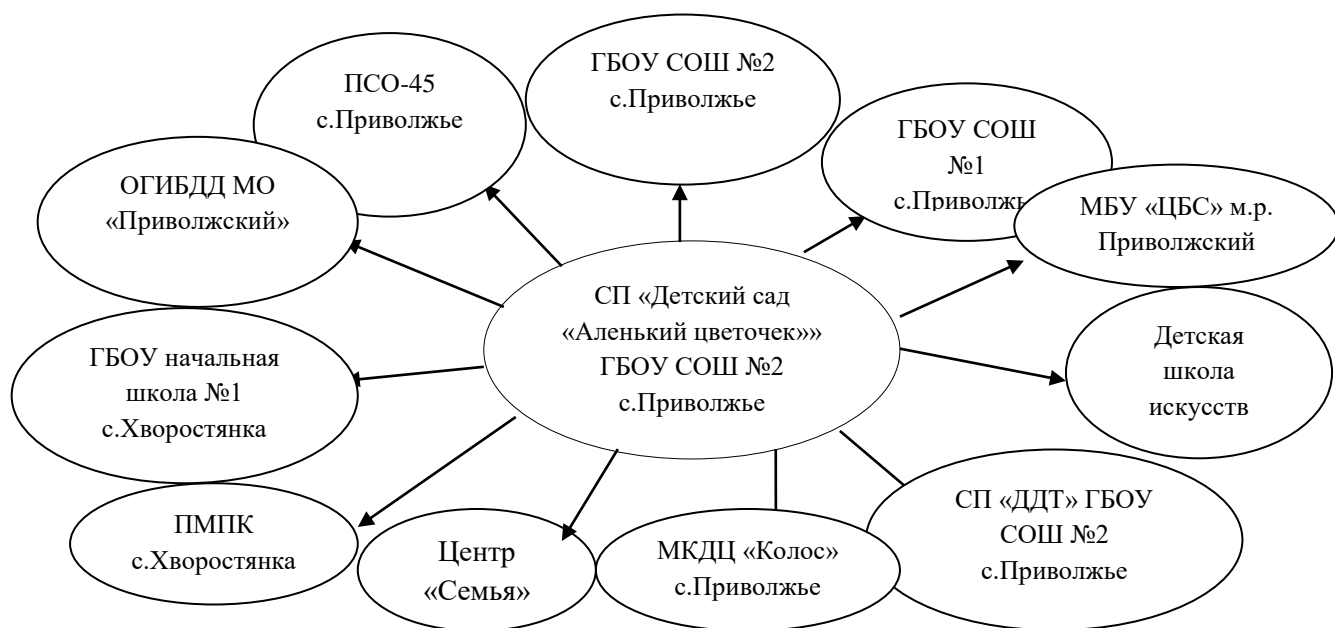 ПСО-45
с.Приволжье
ГБОУ СОШ №2
с.Приволжье
ГБОУ СОШ
№1
с.Приволж
ОГИБДД МО
«Приволжский»
МБУ «ЦБС» м.р.
Приволжский
СП «Детский сад
«Аленький цветочек»»
ГБОУ СОШ №2
с.Приволжье
ГБОУ начальная
школа №1
с.Хворостянка
Детская
школа
искусств
ПМПК
с.Хворостянка
Центр
«Семья»
МКДЦ «Колос»
с.Приволжье
СП «ДДТ» ГБОУ
СОШ №2
с.Приволжье